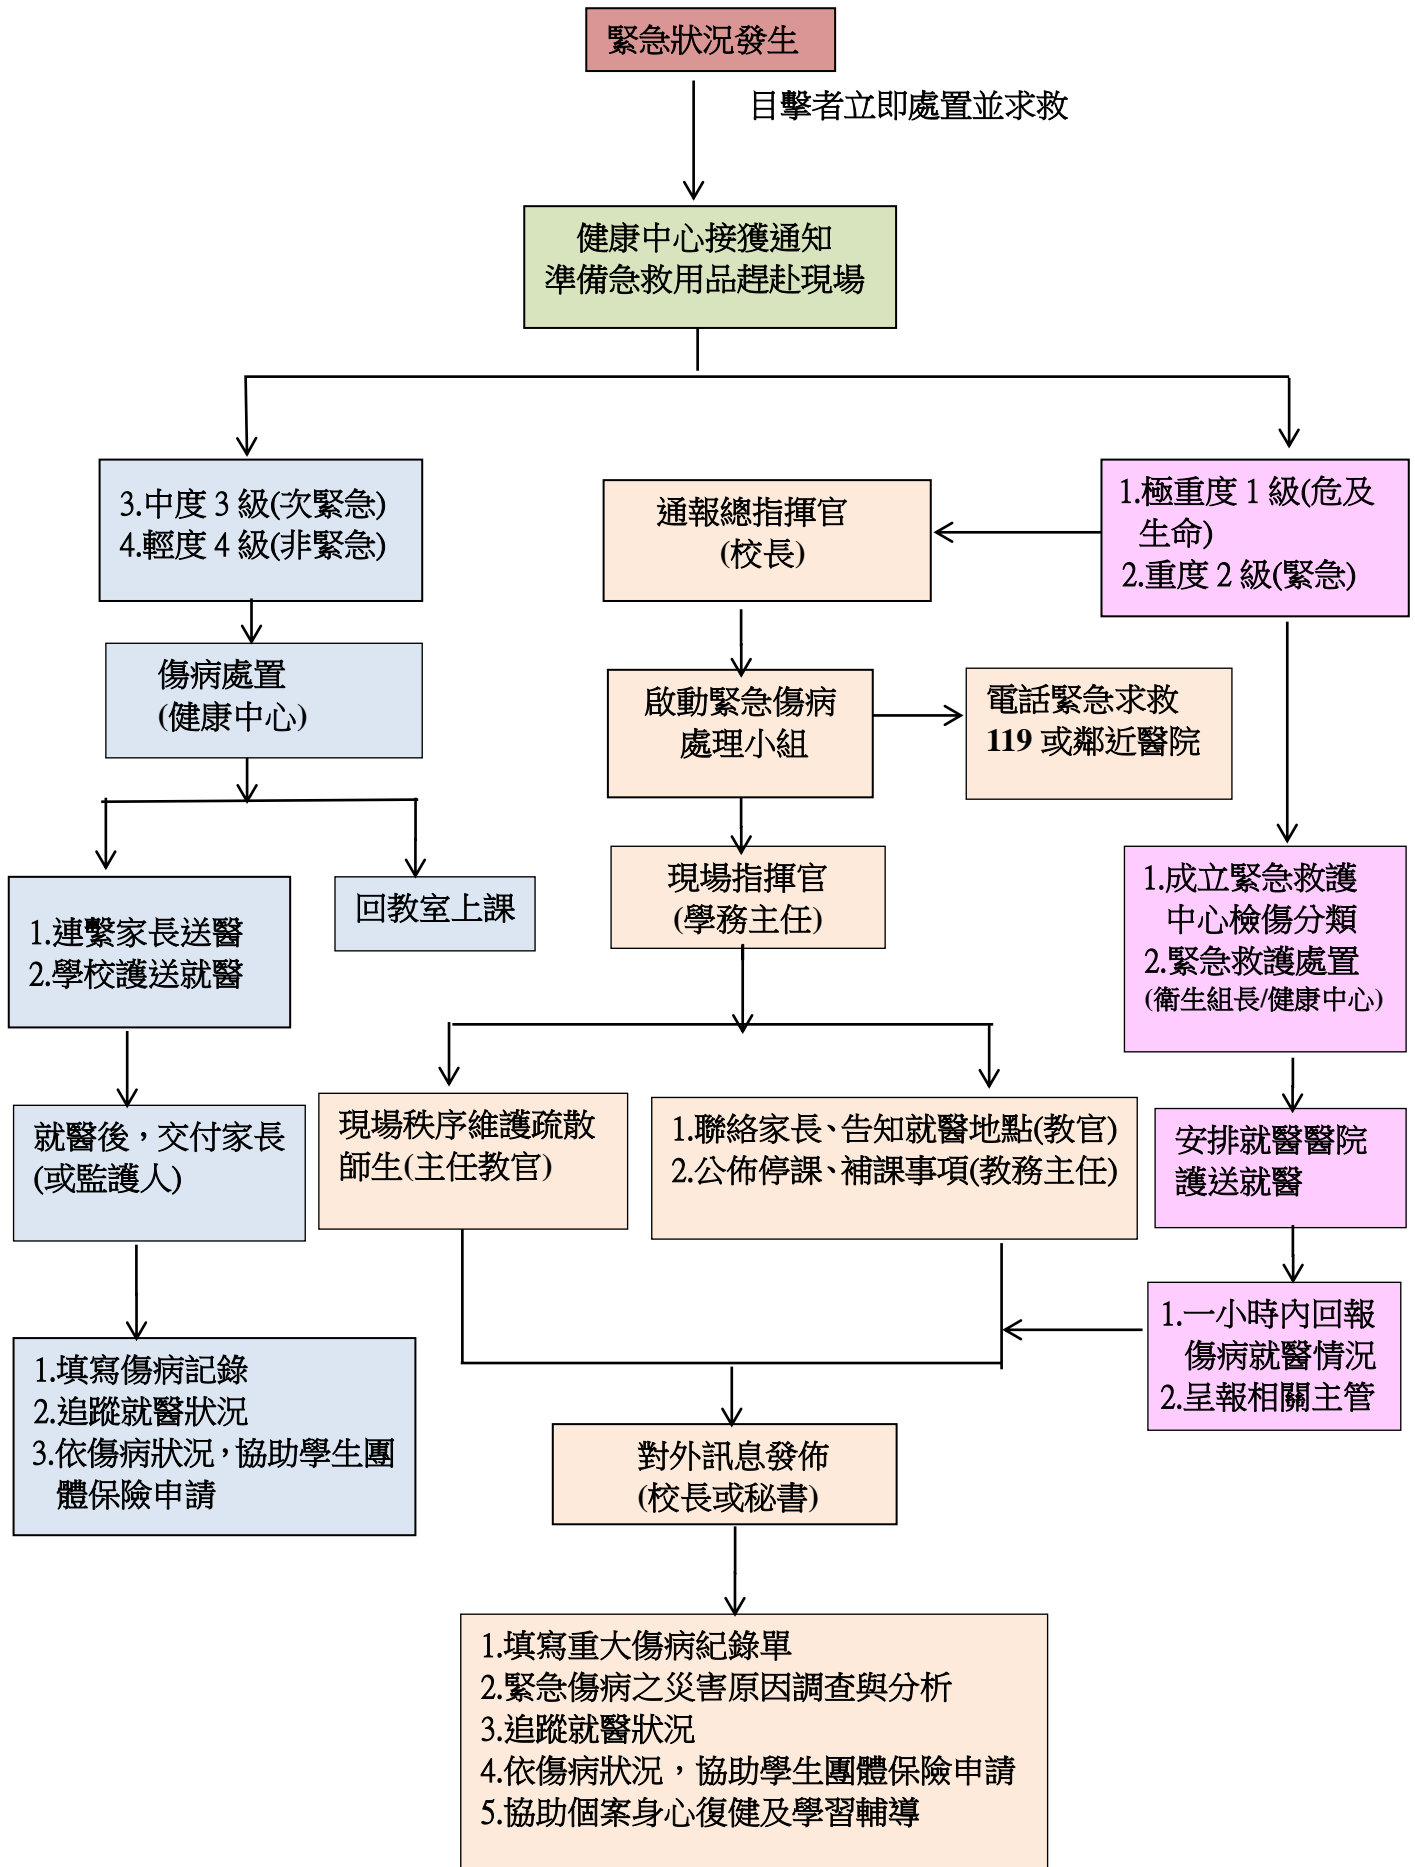 緊急狀況發生
目擊者立即處置並求救
健康中心接獲通知
準備急救用品趕赴現場
3.中度 3 級(次緊急)
4.輕度 4 級(非緊急)
通報總指揮官
(校長)
1.極重度 1 級(危及
生命)
2.重度 2 級(緊急)
傷病處置
(健康中心)
啟動緊急傷病
處理小組
電話緊急求救
119 或鄰近醫院
回教室上課
現場指揮官
(學務主任)
1.成立緊急救護
中心檢傷分類
2.緊急救護處置
(衛生組長/健康中心)
1.連繫家長送醫
2.學校護送就醫
就醫後，交付家長
(或監護人)
現場秩序維護疏散
師生(主任教官)
1.聯絡家長、告知就醫地點(教官)
2.公佈停課、補課事項(教務主任)
安排就醫醫院
護送就醫
1.一小時內回報
傷病就醫情況
2.呈報相關主管
1.填寫傷病記錄
2.追蹤就醫狀況
3.依傷病狀況，協助學生團
體保險申請
對外訊息發佈
(校長或秘書)
1.填寫重大傷病紀錄單
2.緊急傷病之災害原因調查與分析
3.追蹤就醫狀況
4.依傷病狀況，協助學生團體保險申請
5.協助個案身心復健及學習輔導